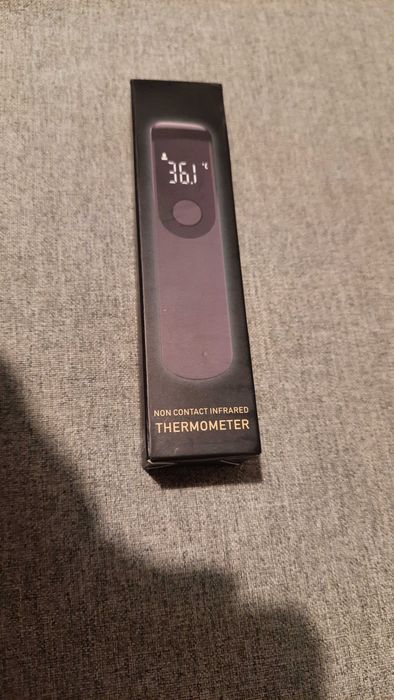 36.1 °C
NON CONTACT INFRARED
THERMOMETER